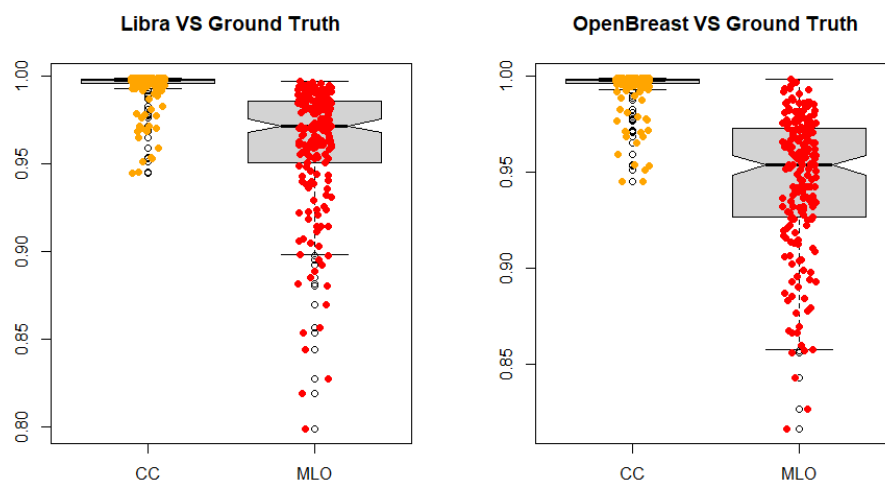 Libra VS Ground Truth
1.00
0.95
0.90
0.85
0.80
CC
MLO
OpenBreast VS Ground Truth
1.00
0.95
0.90
0.85
CC
MLO